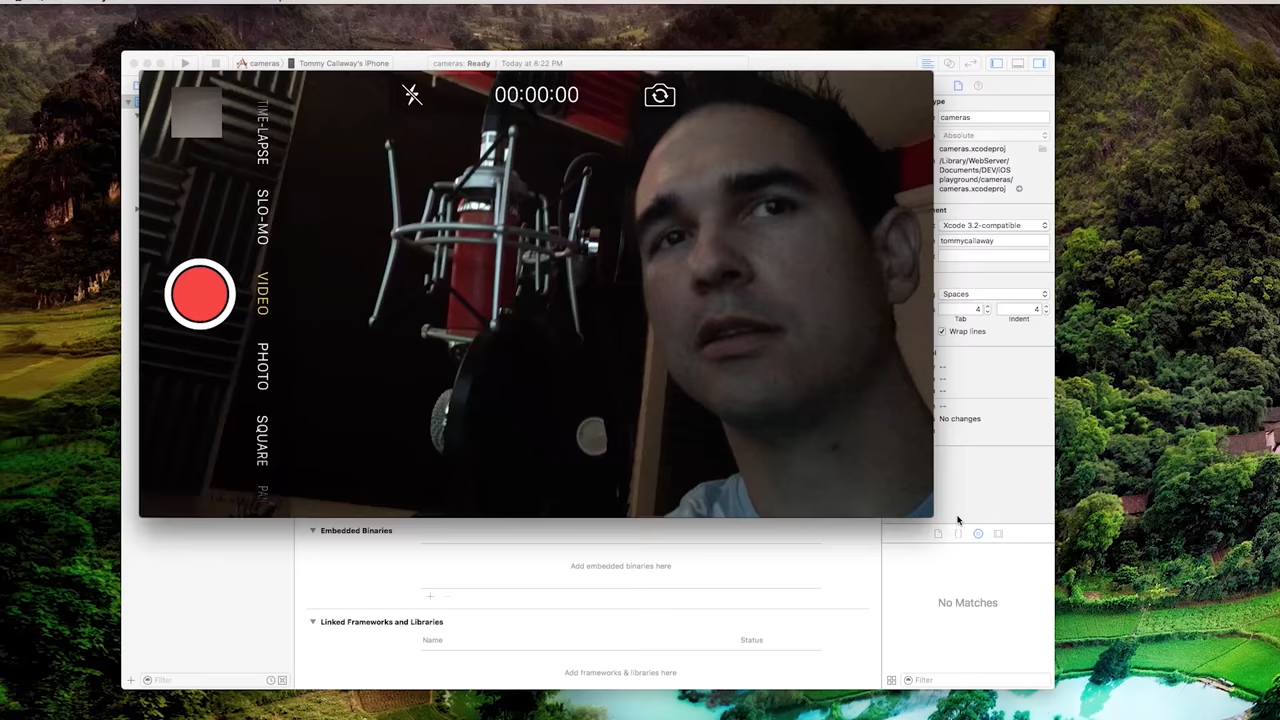 cameras
Tommy Callaway's iPhone
cameras: Ready | Today at 8:22 PM
00:00:00
TIME-LAPSE
SLO-MO
VIDEO
PHOTO
SQUARE
PA
ype
cameras
Absolute
cameras.xcodeproj
/Library/WebServer/
Documents/DEV/iOS
playground/cameras/
cameras.xcodeproj
ment
Xcode 3.2-compatible
tommycallaway
Spaces
4
4
Tab
Indent
Wrap lines
--
--
--
--
No changes
Embedded Binaries
Add embedded binaries here
Linked Frameworks and Libraries
Name
Status
Add frameworks & libraries here
No Matches
Filter
Filter